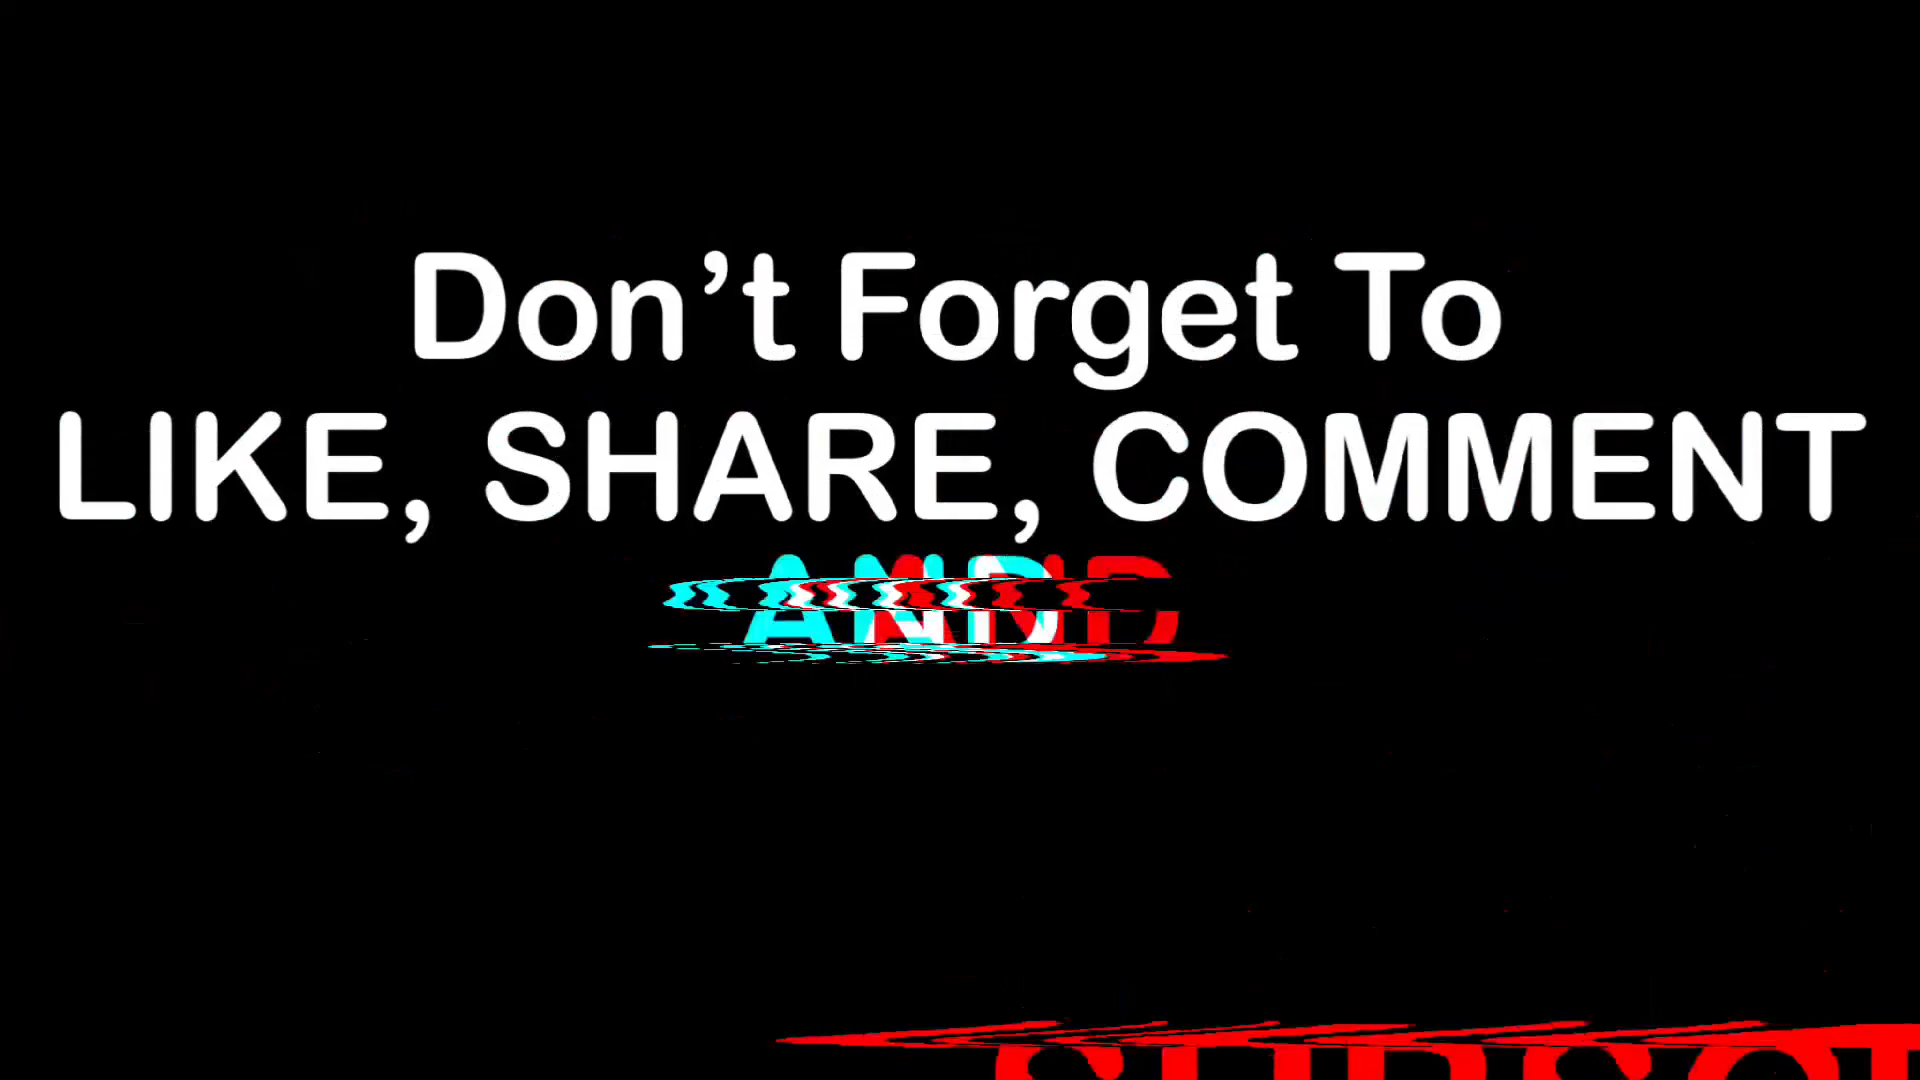 Don’t Forget To
LIKE, SHARE, COMMENT
AND